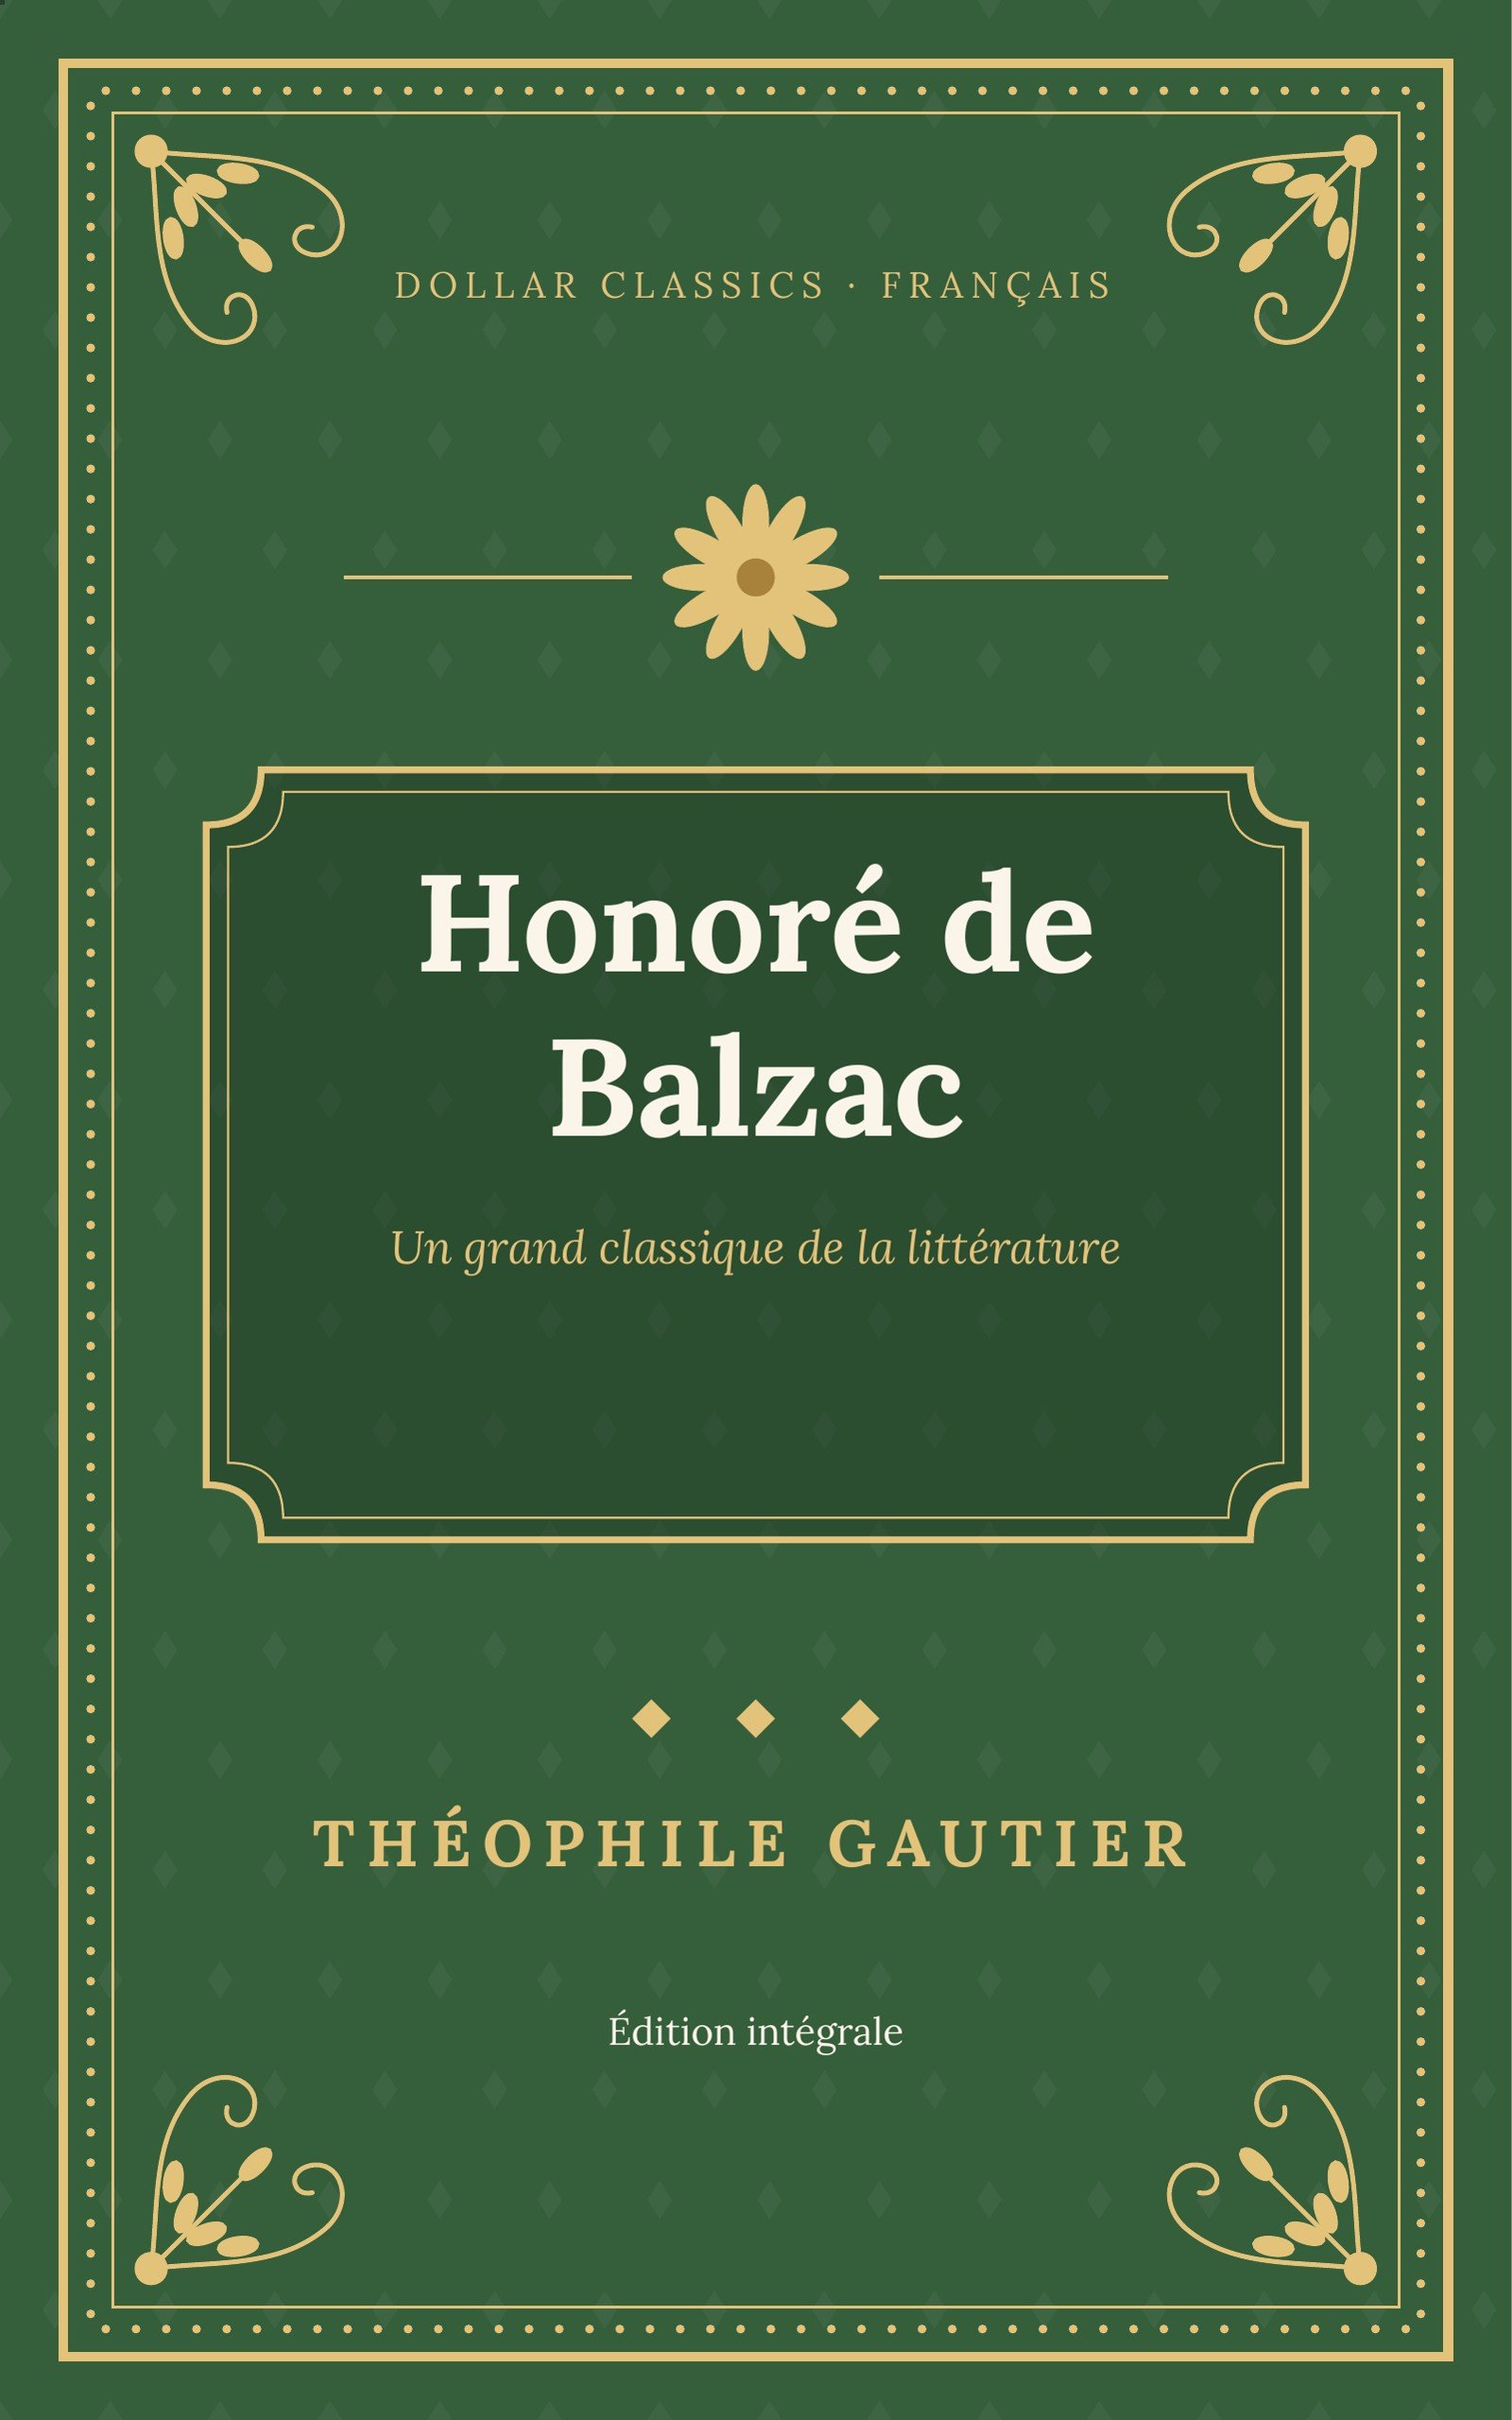 DOLLAR CLASSICS · FRANÇAIS
Honoré de
Balzac
Un grand classique de la littérature
THÉOPHILE GAUTIER
Édition intégrale